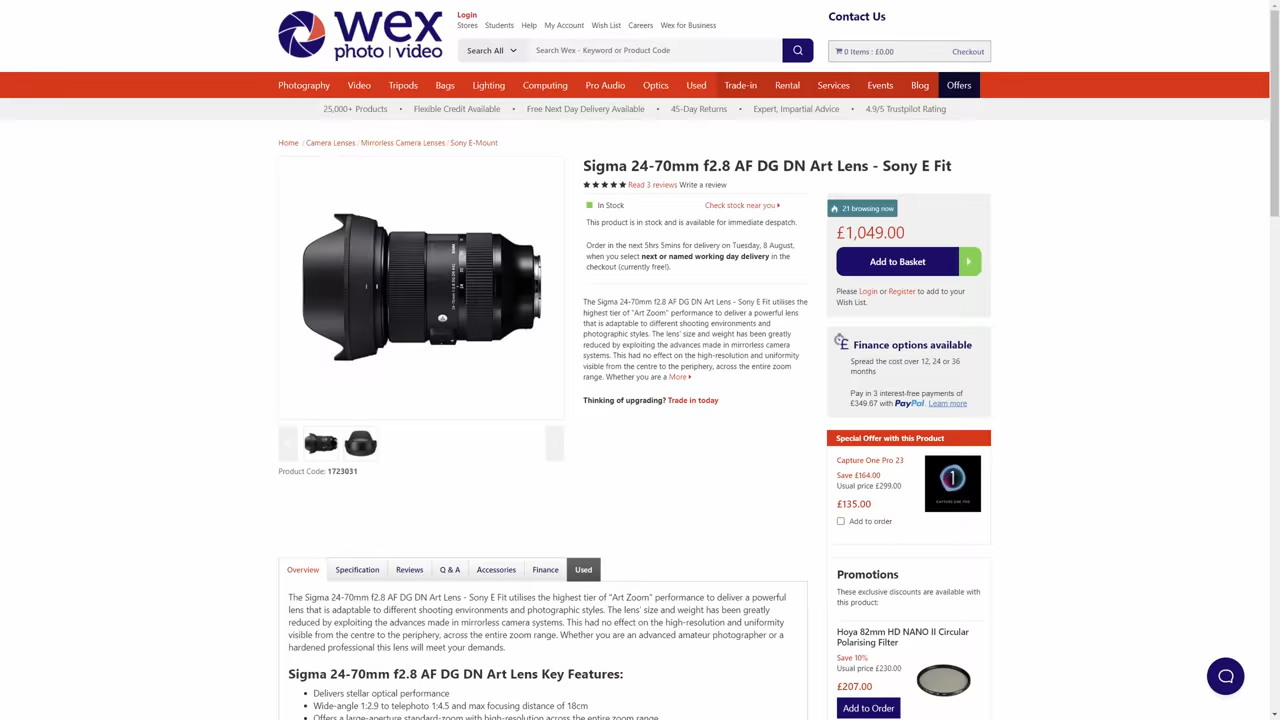 wex
photo | video
Login
Stores Students Help My Account Wish List Careers Wex for Business
Search All Search Wex - Keyword or Product Code
Contact Us
0 Items : £0.00 Checkout
Photography Video Tripods Bags Lighting Computing Pro Audio Optics Used Trade-in Rental Services Events Blog Offers
25,000+ Products • Flexible Credit Available • Free Next Day Delivery Available • 45-Day Returns • Expert, Impartial Advice • 4.9/5 Trustpilot Rating
Home / Camera Lenses / Mirrorless Camera Lenses / Sony E-Mount
Sigma 24-70mm f2.8 AF DG DN Art Lens - Sony E Fit
★★★★★ Read 3 reviews Write a review
In Stock Check stock near you
This product is in stock and is available for immediate despatch.
Order in the next 5hrs 5mins for delivery on Tuesday, 8 August,
when you select next or named working day delivery in the
checkout (currently free!).
The Sigma 24-70mm f2.8 AF DG DN Art Lens - Sony E Fit utilises the
highest tier of "Art Zoom" performance to deliver a powerful lens
that is adaptable to different shooting environments and
photographic styles. The lens' size and weight has been greatly
reduced by exploiting the advances made in mirrorless camera
systems. This had no effect on the high-resolution and uniformity
visible from the centre to the periphery, across the entire zoom
range. Whether you are a More
Thinking of upgrading? Trade in today
Product Code: 1723031
21 browsing now
£1,049.00
Add to Basket
Please Login or Register to add to your
Wish List.
£ Finance options available
Spread the cost over 12, 24 or 36
months
Pay in 3 interest-free payments of
£349.67 with PayPal. Learn more
Special Offer with this Product
Capture One Pro 23
Save £164.00
Usual price £299.00
£135.00
Add to order
1
CAPTURE ONE PRO
Promotions
These exclusive discounts are available with
this product:
Hoya 82mm HD NANO II Circular
Polarising Filter
Save 10%
Usual price £230.00
£207.00
Add to Order
Overview Specification Reviews Q & A Accessories Finance Used
The Sigma 24-70mm f2.8 AF DG DN Art Lens - Sony E Fit utilises the highest tier of "Art Zoom" performance to deliver a powerful
lens that is adaptable to different shooting environments and photographic styles. The lens' size and weight has been greatly
reduced by exploiting the advances made in mirrorless camera systems. This had no effect on the high-resolution and uniformity
visible from the centre to the periphery, across the entire zoom range. Whether you are an advanced amateur photographer or a
hardened professional this lens will meet your demands.
Sigma 24-70mm f2.8 AF DG DN Art Lens Key Features:
• Delivers stellar optical performance
• Wide-angle 1:2.9 to telephoto 1:4.5 and max focusing distance of 18cm
• Offers a large-aperture standard-zoom with high-resolution across the entire zoom range